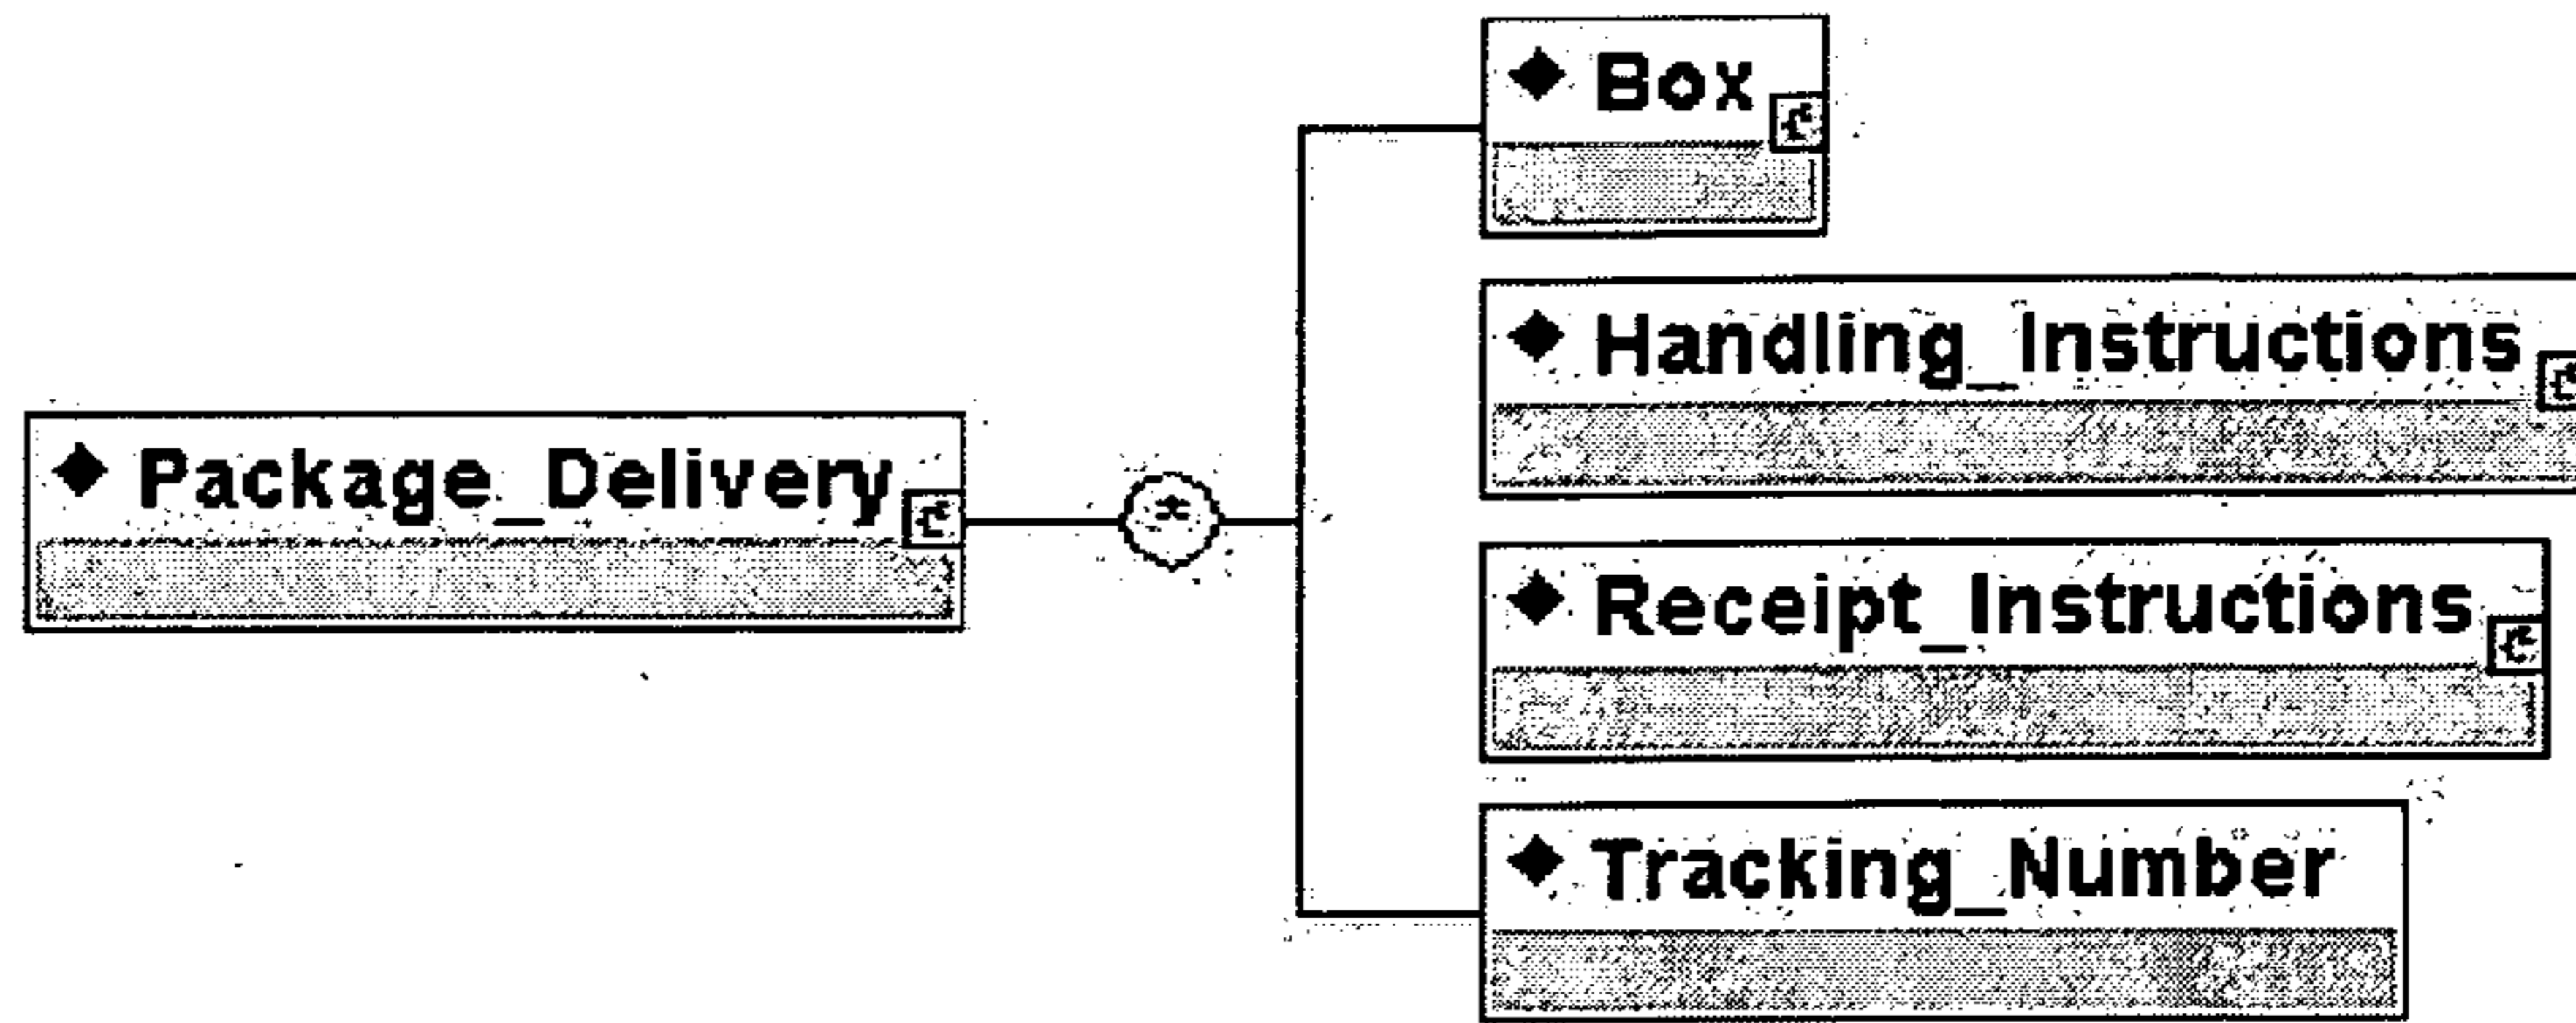 Box
Handling_Instructions
Package_Delivery
*
Receipt_Instructions
Tracking_Number